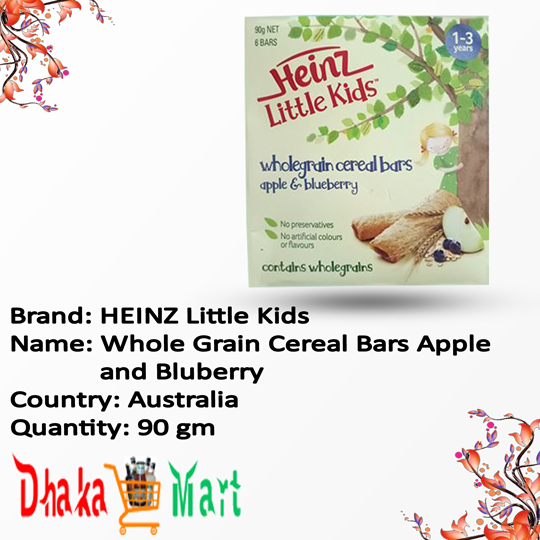 90g NET
6 BARS
1-3
years
Heinz
Little Kids™
wholegrain cereal bars
apple & blueberry
No preservatives
No artificial colours
or flavours
contains wholegrains
Brand: HEINZ Little Kids
Name: Whole Grain Cereal Bars Apple
and Bluberry
Country: Australia
Quantity: 90 gm
Dhaka Mart